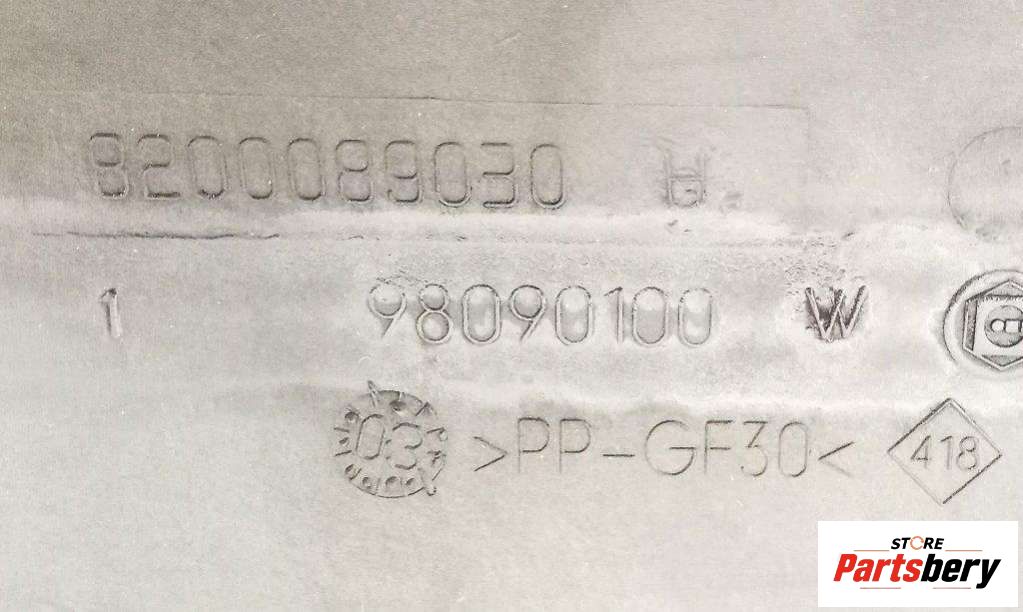 8200089030 H
1 98090100 W
03 >PP-GF30< 418
STORE
Partsbery